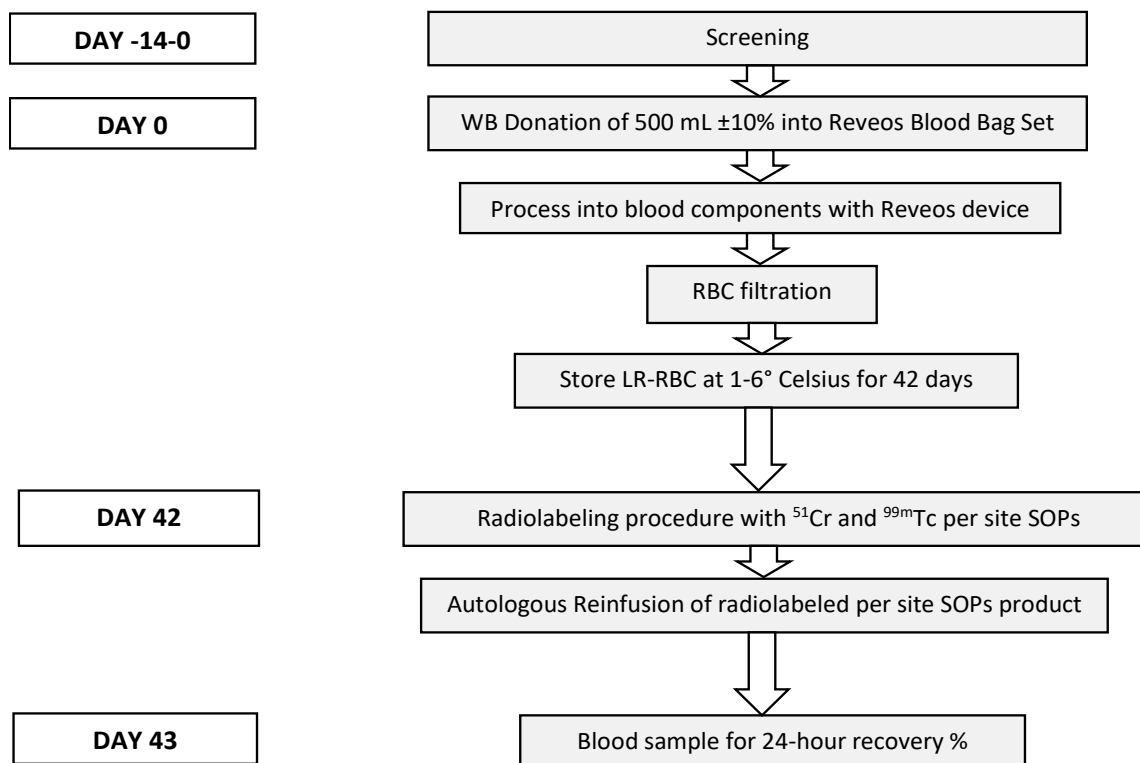 DAY -14-0
Screening
DAY 0
WB Donation of 500 mL ±10% into Reveos Blood Bag Set
Process into blood components with Reveos device
RBC filtration
Store LR-RBC at 1-6° Celsius for 42 days
DAY 42
Radiolabeling procedure with ⁵¹Cr and ⁹⁹ᵐTc per site SOPs
Autologous Reinfusion of radiolabeled per site SOPs product
DAY 43
Blood sample for 24-hour recovery %